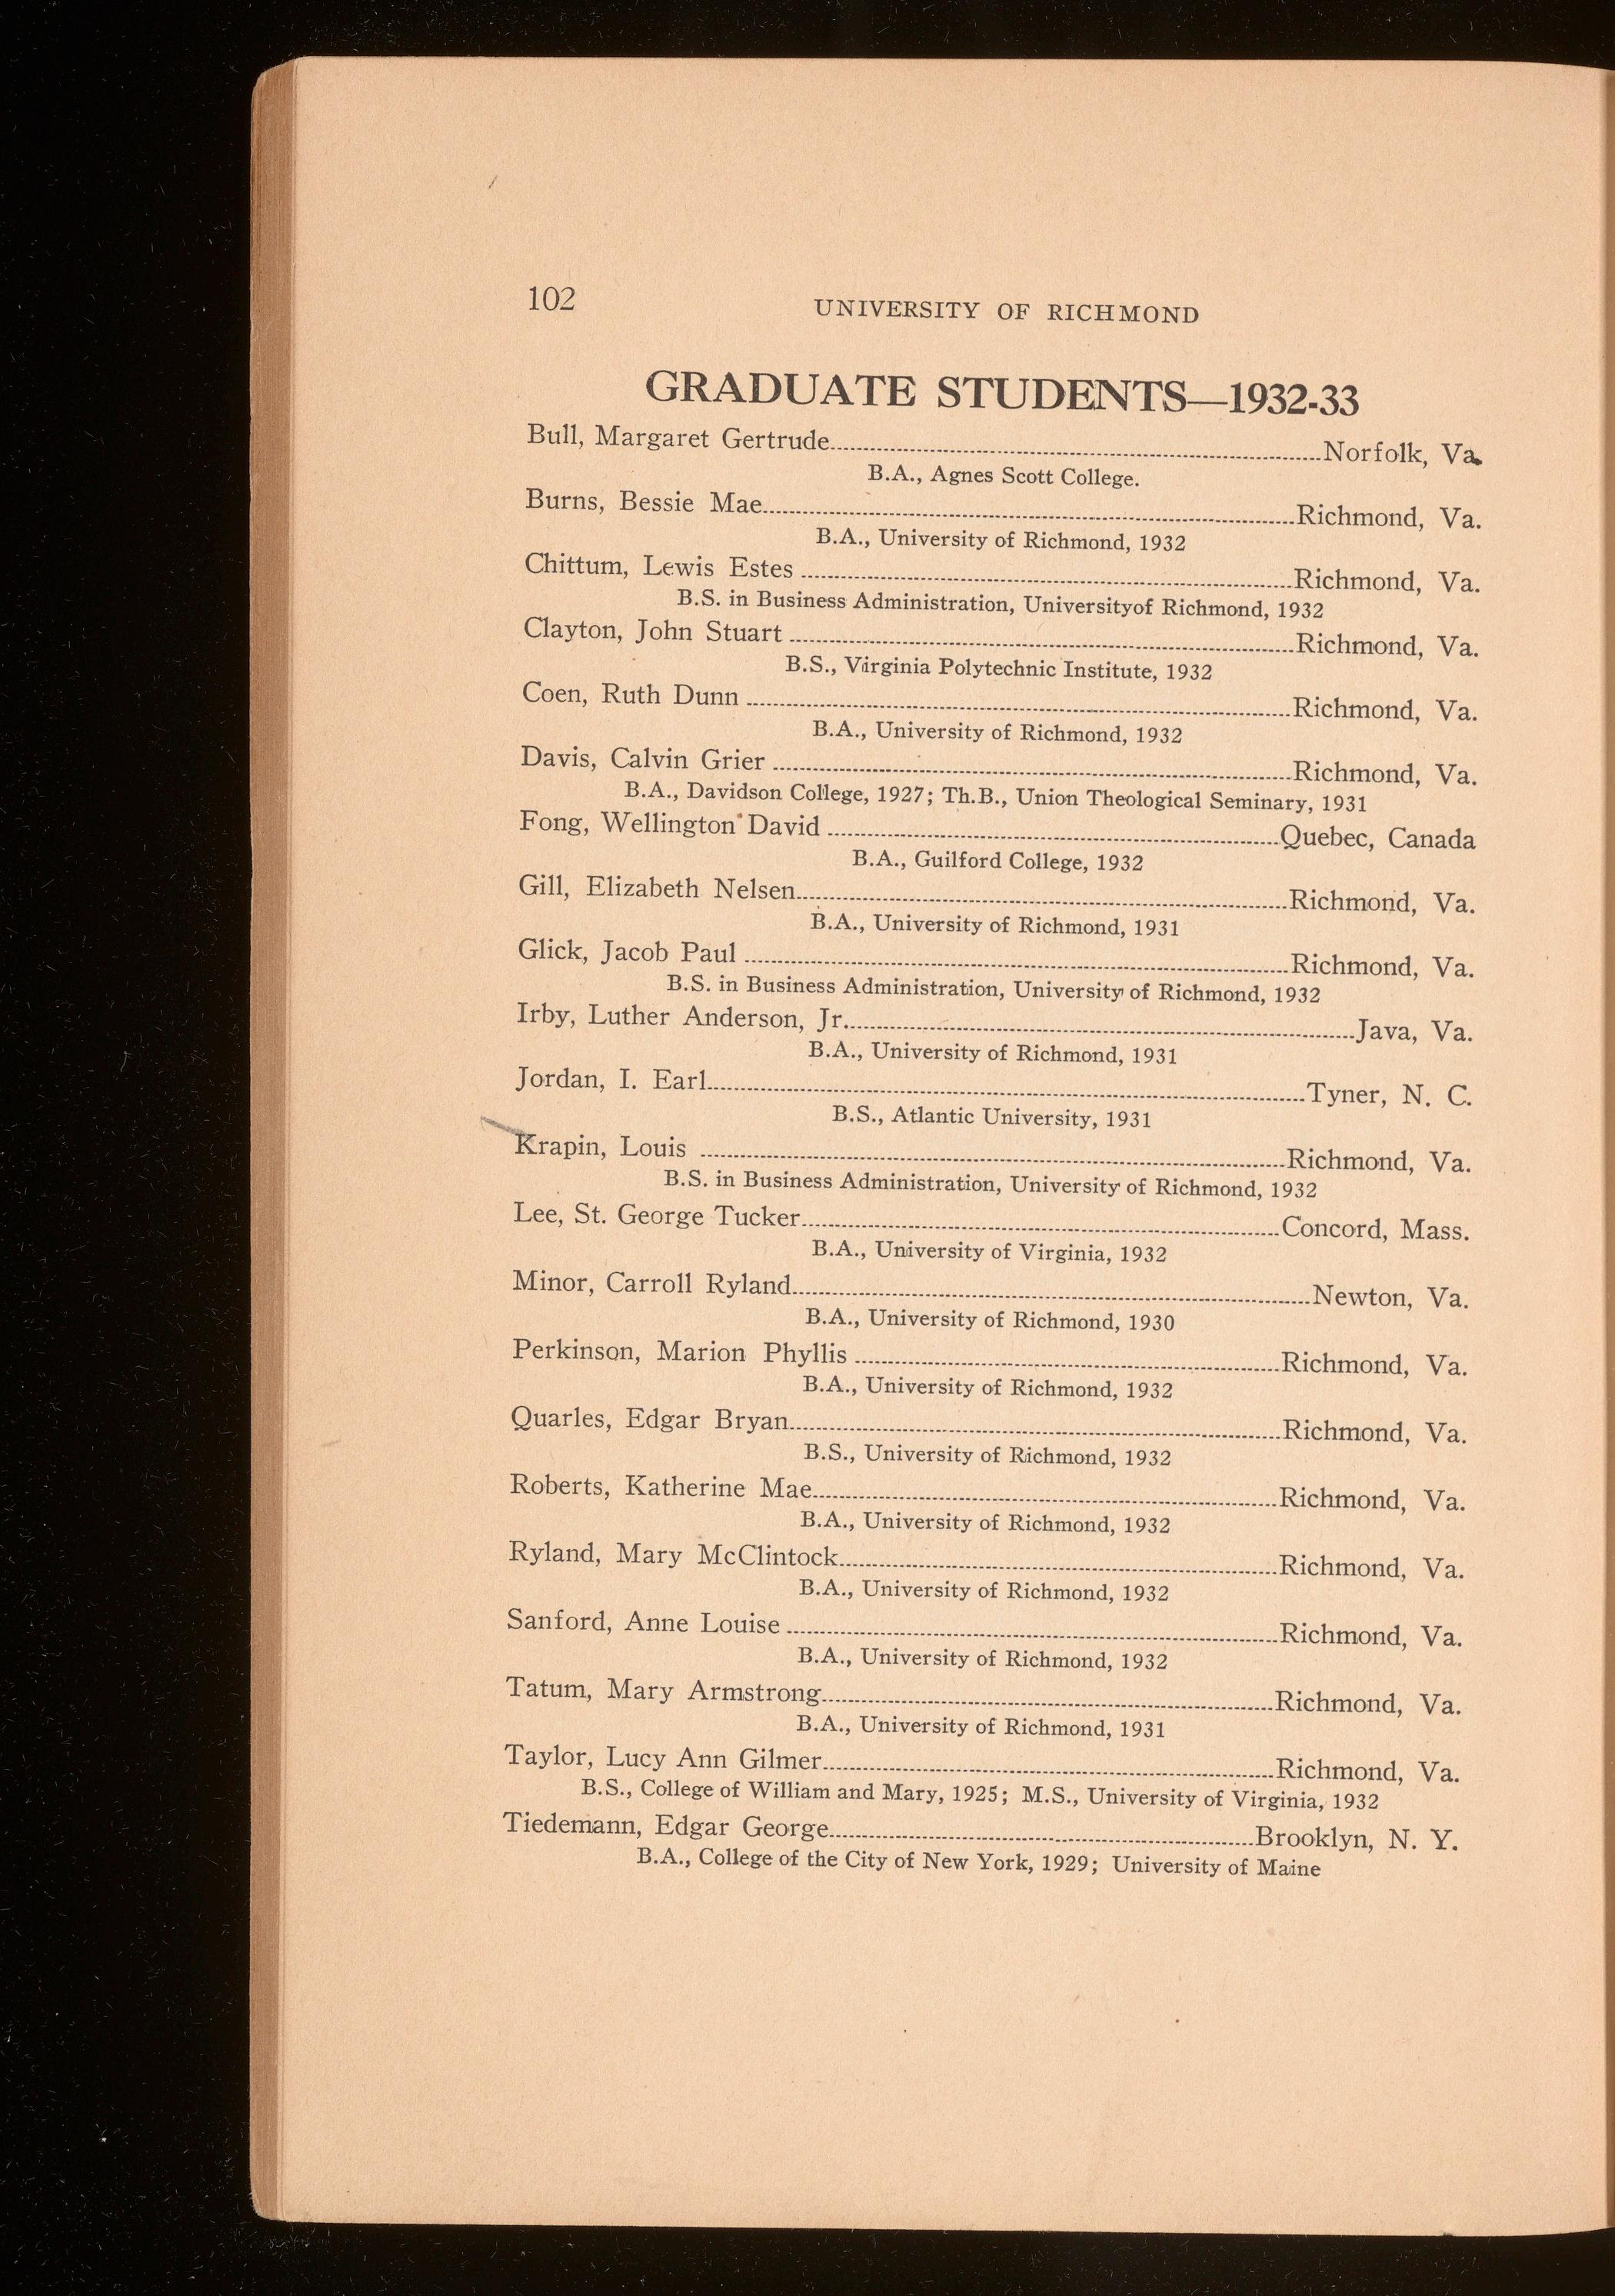 102
UNIVERSITY OF RICHMOND
GRADUATE STUDENTS—1932-33
Bull, Margaret Gertrude Norfolk, Va.
B.A., Agnes Scott College.
Burns, Bessie Mae Richmond, Va.
B.A., University of Richmond, 1932
Chittum, Lewis Estes Richmond, Va.
B.S. in Business Administration, Universityof Richmond, 1932
Clayton, John Stuart Richmond, Va.
B.S., Virginia Polytechnic Institute, 1932
Coen, Ruth Dunn Richmond, Va.
B.A., University of Richmond, 1932
Davis, Calvin Grier Richmond, Va.
B.A., Davidson College, 1927; Th.B., Union Theological Seminary, 1931
Fong, Wellington David Quebec, Canada
B.A., Guilford College, 1932
Gill, Elizabeth Nelsen Richmond, Va.
B.A., University of Richmond, 1931
Glick, Jacob Paul Richmond, Va.
B.S. in Business Administration, University of Richmond, 1932
Irby, Luther Anderson, Jr. Java, Va.
B.A., University of Richmond, 1931
Jordan, I. Earl Tyner, N. C.
B.S., Atlantic University, 1931
Krapin, Louis Richmond, Va.
B.S. in Business Administration, University of Richmond, 1932
Lee, St. George Tucker Concord, Mass.
B.A., University of Virginia, 1932
Minor, Carroll Ryland Newton, Va.
B.A., University of Richmond, 1930
Perkinson, Marion Phyllis Richmond, Va.
B.A., University of Richmond, 1932
Quarles, Edgar Bryan Richmond, Va.
B.S., University of Richmond, 1932
Roberts, Katherine Mae Richmond, Va.
B.A., University of Richmond, 1932
Ryland, Mary McClintock Richmond, Va.
B.A., University of Richmond, 1932
Sanford, Anne Louise Richmond, Va.
B.A., University of Richmond, 1932
Tatum, Mary Armstrong Richmond, Va.
B.A., University of Richmond, 1931
Taylor, Lucy Ann Gilmer Richmond, Va.
B.S., College of William and Mary, 1925; M.S., University of Virginia, 1932
Tiedemann, Edgar George Brooklyn, N. Y.
B.A., College of the City of New York, 1929; University of Maine